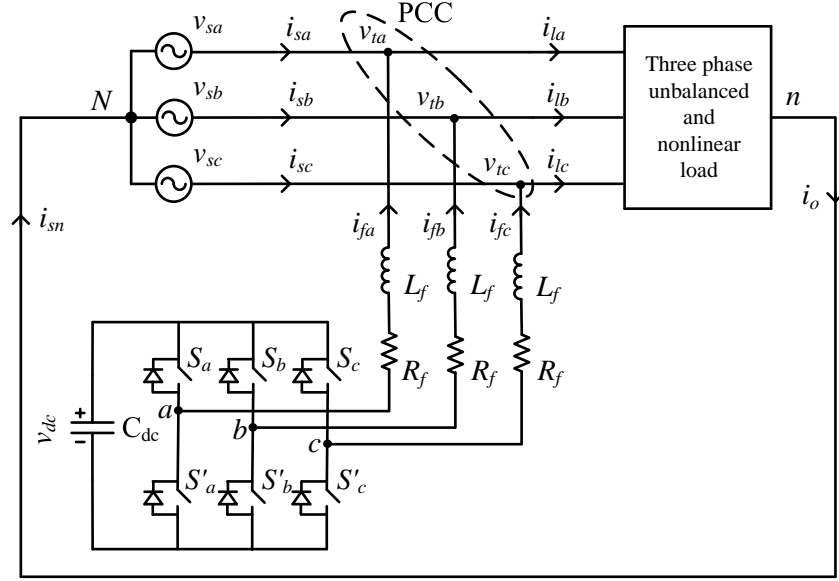 PCC
v_sa i_sa v_ta i_la
N v_sb i_sb v_tb i_lb n
v_sc i_sc v_tc i_lc
Three phase
unbalanced
and
nonlinear
load
i_sn i_fa i_fb i_fc i_o
L_f L_f L_f
R_f R_f R_f
S_a S_b S_c
a
b
c
v_dc + - C_dc
S'_a S'_b S'_c